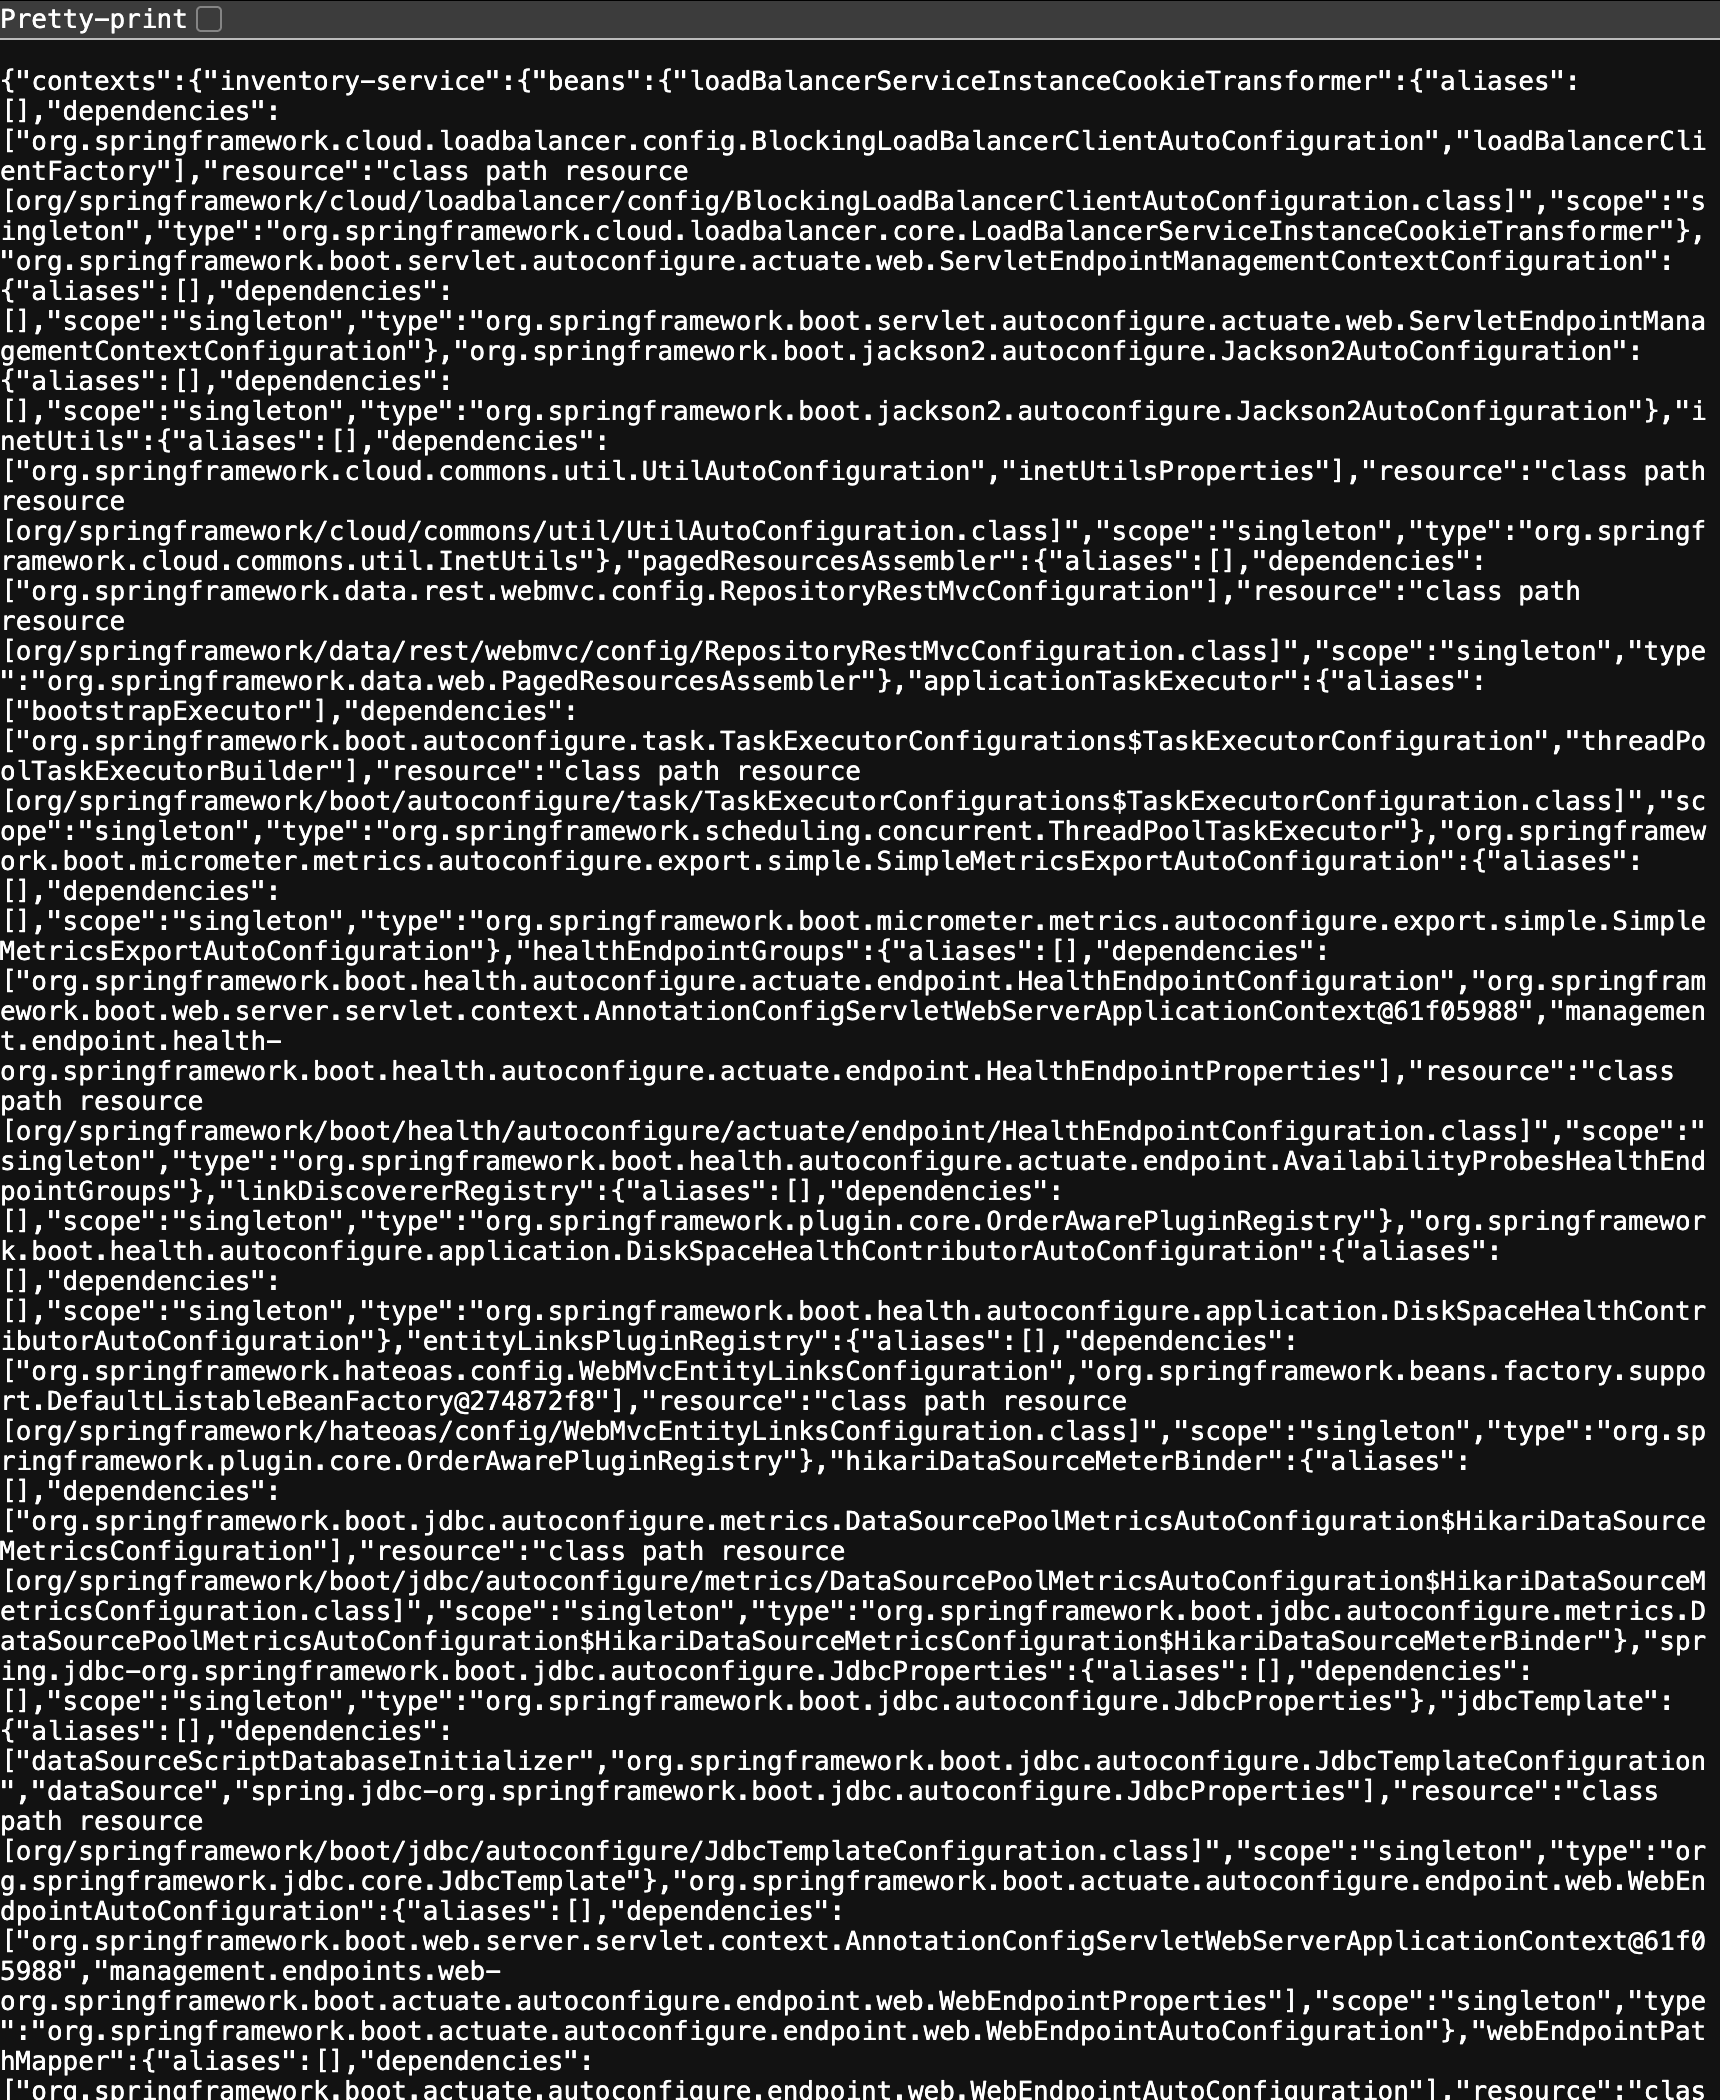 Pretty-print
{"contexts":{"inventory-service":{"beans":{"loadBalancerServiceInstanceCookieTransformer":{"aliases":
[],"dependencies":
["org.springframework.cloud.loadbalancer.config.BlockingLoadBalancerClientAutoConfiguration","loadBalancerCli
entFactory"],"resource":"class path resource
[org/springframework/cloud/loadbalancer/config/BlockingLoadBalancerClientAutoConfiguration.class]","scope":"s
ingleton","type":"org.springframework.cloud.loadbalancer.core.LoadBalancerServiceInstanceCookieTransformer"},
"org.springframework.boot.servlet.autoconfigure.actuate.web.ServletEndpointManagementContextConfiguration":
{"aliases":[],"dependencies":
[],"scope":"singleton","type":"org.springframework.boot.servlet.autoconfigure.actuate.web.ServletEndpointMana
gementContextConfiguration"},"org.springframework.boot.jackson2.autoconfigure.Jackson2AutoConfiguration":
{"aliases":[],"dependencies":
[],"scope":"singleton","type":"org.springframework.boot.jackson2.autoconfigure.Jackson2AutoConfiguration"},"i
netUtils":{"aliases":[],"dependencies":
["org.springframework.cloud.commons.util.UtilAutoConfiguration","inetUtilsProperties"],"resource":"class path
resource
[org/springframework/cloud/commons/util/UtilAutoConfiguration.class]","scope":"singleton","type":"org.springf
ramework.cloud.commons.util.InetUtils"},"pagedResourcesAssembler":{"aliases":[],"dependencies":
["org.springframework.data.rest.webmvc.config.RepositoryRestMvcConfiguration"],"resource":"class path
resource
[org/springframework/data/rest/webmvc/config/RepositoryRestMvcConfiguration.class]","scope":"singleton","type
":"org.springframework.data.web.PagedResourcesAssembler"},"applicationTaskExecutor":{"aliases":
["bootstrapExecutor"],"dependencies":
["org.springframework.boot.autoconfigure.task.TaskExecutorConfigurations$TaskExecutorConfiguration","threadPo
olTaskExecutorBuilder"],"resource":"class path resource
[org/springframework/boot/autoconfigure/task/TaskExecutorConfigurations$TaskExecutorConfiguration.class]","sc
ope":"singleton","type":"org.springframework.scheduling.concurrent.ThreadPoolTaskExecutor"},"org.springframew
ork.boot.micrometer.metrics.autoconfigure.export.simple.SimpleMetricsExportAutoConfiguration":{"aliases":
[],"dependencies":
[],"scope":"singleton","type":"org.springframework.boot.micrometer.metrics.autoconfigure.export.simple.Simple
MetricsExportAutoConfiguration"},"healthEndpointGroups":{"aliases":[],"dependencies":
["org.springframework.boot.health.autoconfigure.actuate.endpoint.HealthEndpointConfiguration","org.springfram
ework.boot.web.server.servlet.context.AnnotationConfigServletWebServerApplicationContext@61f05988","managemen
t.endpoint.health-
org.springframework.boot.health.autoconfigure.actuate.endpoint.HealthEndpointProperties"],"resource":"class
path resource
[org/springframework/boot/health/autoconfigure/actuate/endpoint/HealthEndpointConfiguration.class]","scope":"
singleton","type":"org.springframework.boot.health.autoconfigure.actuate.endpoint.AvailabilityProbesHealthEnd
pointGroups"},"linkDiscovererRegistry":{"aliases":[],"dependencies":
[],"scope":"singleton","type":"org.springframework.plugin.core.OrderAwarePluginRegistry"},"org.springframewor
k.boot.health.autoconfigure.application.DiskSpaceHealthContributorAutoConfiguration":{"aliases":
[],"dependencies":
[],"scope":"singleton","type":"org.springframework.boot.health.autoconfigure.application.DiskSpaceHealthContr
ibutorAutoConfiguration"},"entityLinksPluginRegistry":{"aliases":[],"dependencies":
["org.springframework.hateoas.config.WebMvcEntityLinksConfiguration","org.springframework.beans.factory.suppo
rt.DefaultListableBeanFactory@274872f8"],"resource":"class path resource
[org/springframework/hateoas/config/WebMvcEntityLinksConfiguration.class]","scope":"singleton","type":"org.sp
ringframework.plugin.core.OrderAwarePluginRegistry"},"hikariDataSourceMeterBinder":{"aliases":
[],"dependencies":
["org.springframework.boot.jdbc.autoconfigure.metrics.DataSourcePoolMetricsAutoConfiguration$HikariDataSource
MetricsConfiguration"],"resource":"class path resource
[org/springframework/boot/jdbc/autoconfigure/metrics/DataSourcePoolMetricsAutoConfiguration$HikariDataSourceM
etricsConfiguration.class]","scope":"singleton","type":"org.springframework.boot.jdbc.autoconfigure.metrics.D
ataSourcePoolMetricsAutoConfiguration$HikariDataSourceMetricsConfiguration$HikariDataSourceMeterBinder"},"spr
ing.jdbc-org.springframework.boot.jdbc.autoconfigure.JdbcProperties":{"aliases":[],"dependencies":
[],"scope":"singleton","type":"org.springframework.boot.jdbc.autoconfigure.JdbcProperties"},"jdbcTemplate":
{"aliases":[],"dependencies":
["dataSourceScriptDatabaseInitializer","org.springframework.boot.jdbc.autoconfigure.JdbcTemplateConfiguration
","dataSource","spring.jdbc-org.springframework.boot.jdbc.autoconfigure.JdbcProperties"],"resource":"class
path resource
[org/springframework/boot/jdbc/autoconfigure/JdbcTemplateConfiguration.class]","scope":"singleton","type":"or
g.springframework.jdbc.core.JdbcTemplate"},"org.springframework.boot.actuate.autoconfigure.endpoint.web.WebEn
dpointAutoConfiguration":{"aliases":[],"dependencies":
["org.springframework.boot.web.server.servlet.context.AnnotationConfigServletWebServerApplicationContext@61f0
5988","management.endpoints.web-
org.springframework.boot.actuate.autoconfigure.endpoint.web.WebEndpointProperties"],"scope":"singleton","type
":"org.springframework.boot.actuate.autoconfigure.endpoint.web.WebEndpointAutoConfiguration"},"webEndpointPat
hMapper":{"aliases":[],"dependencies":
["org.springframework.boot.actuate.autoconfigure.endpoint.web.WebEndpointAutoConfiguration"],"resource":"clas